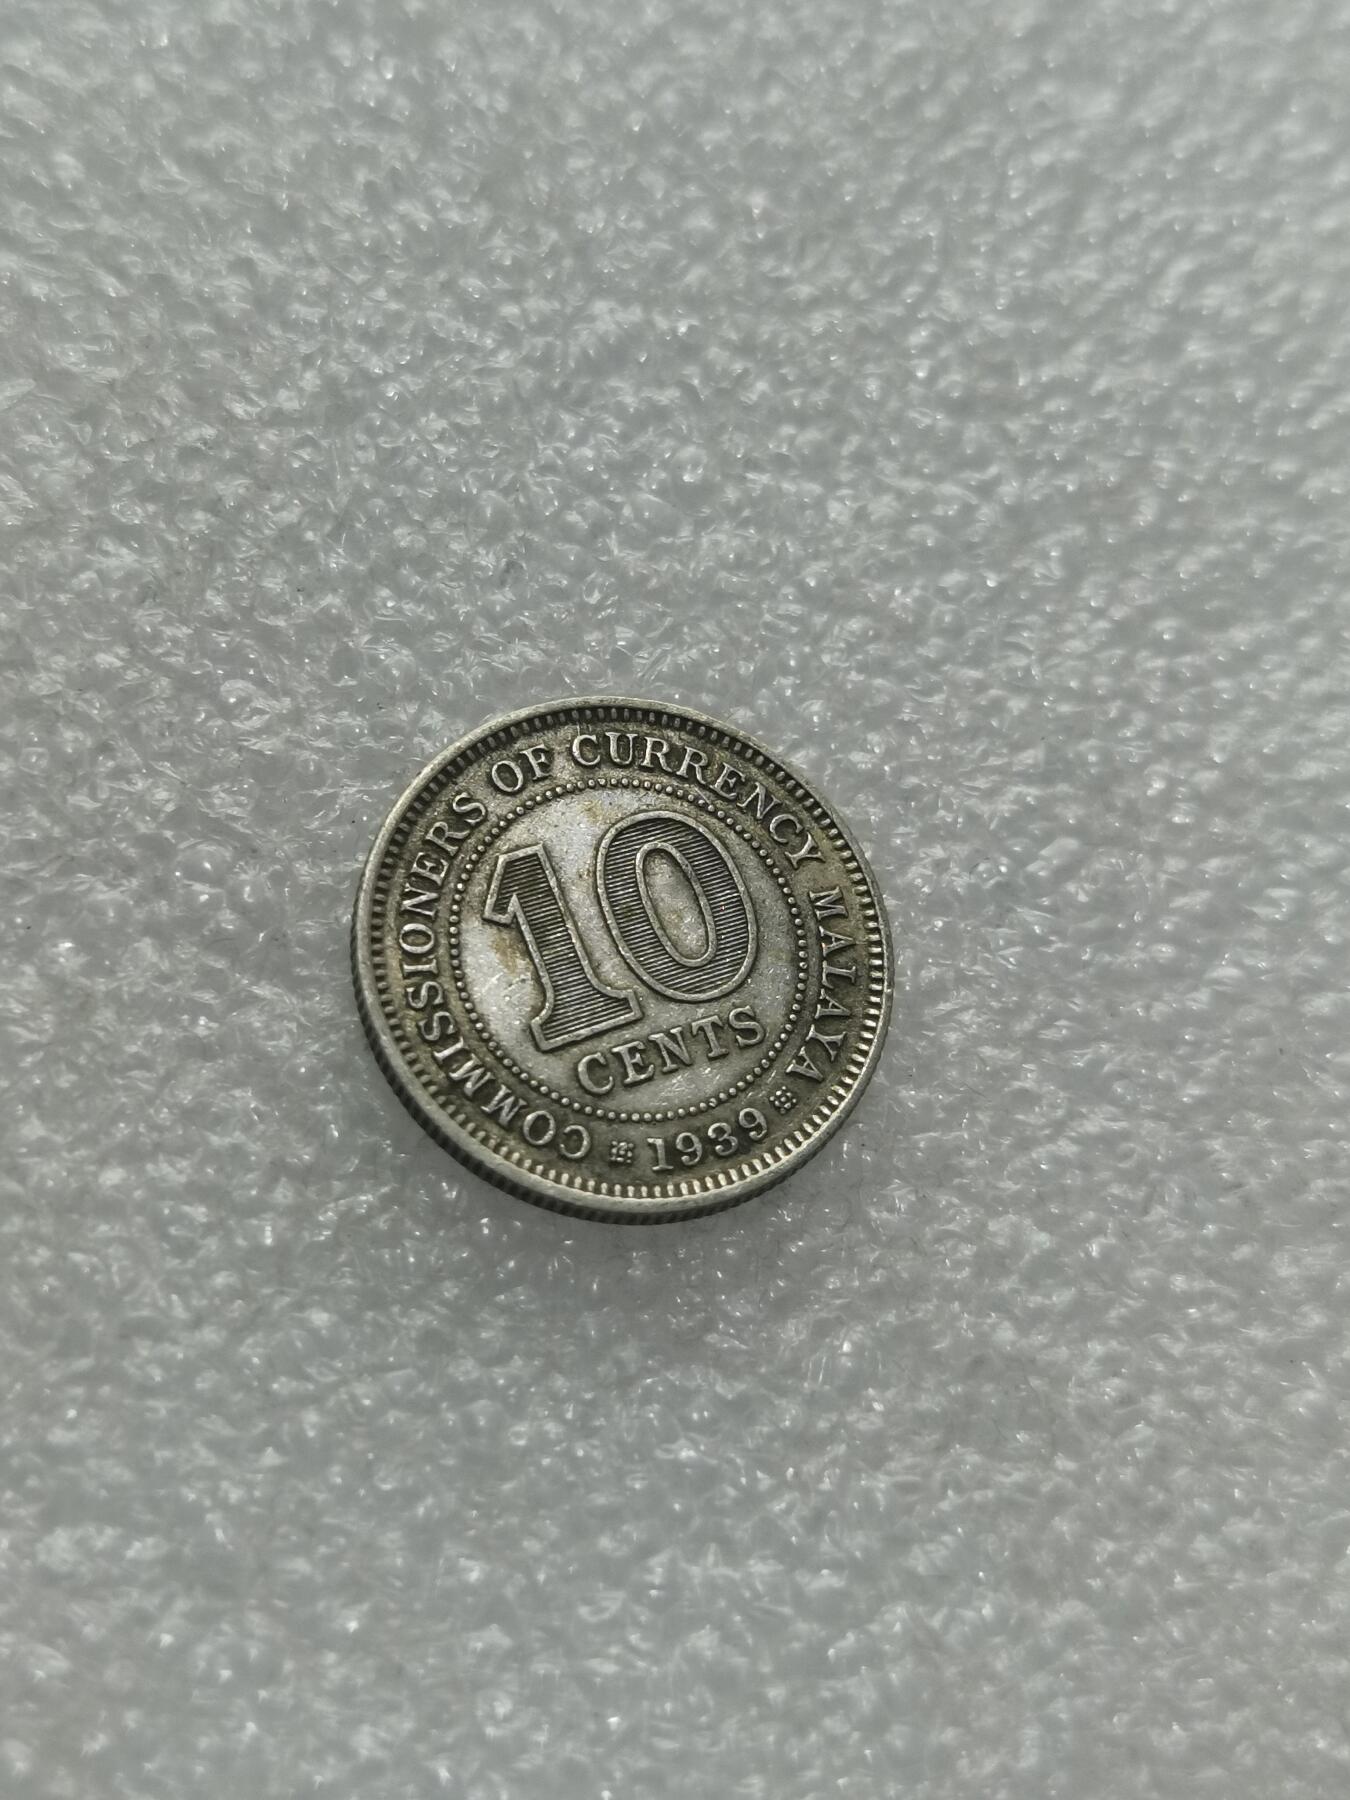 COMMISSIONERS OF CURRENCY MALAYA
10
CENTS
1939